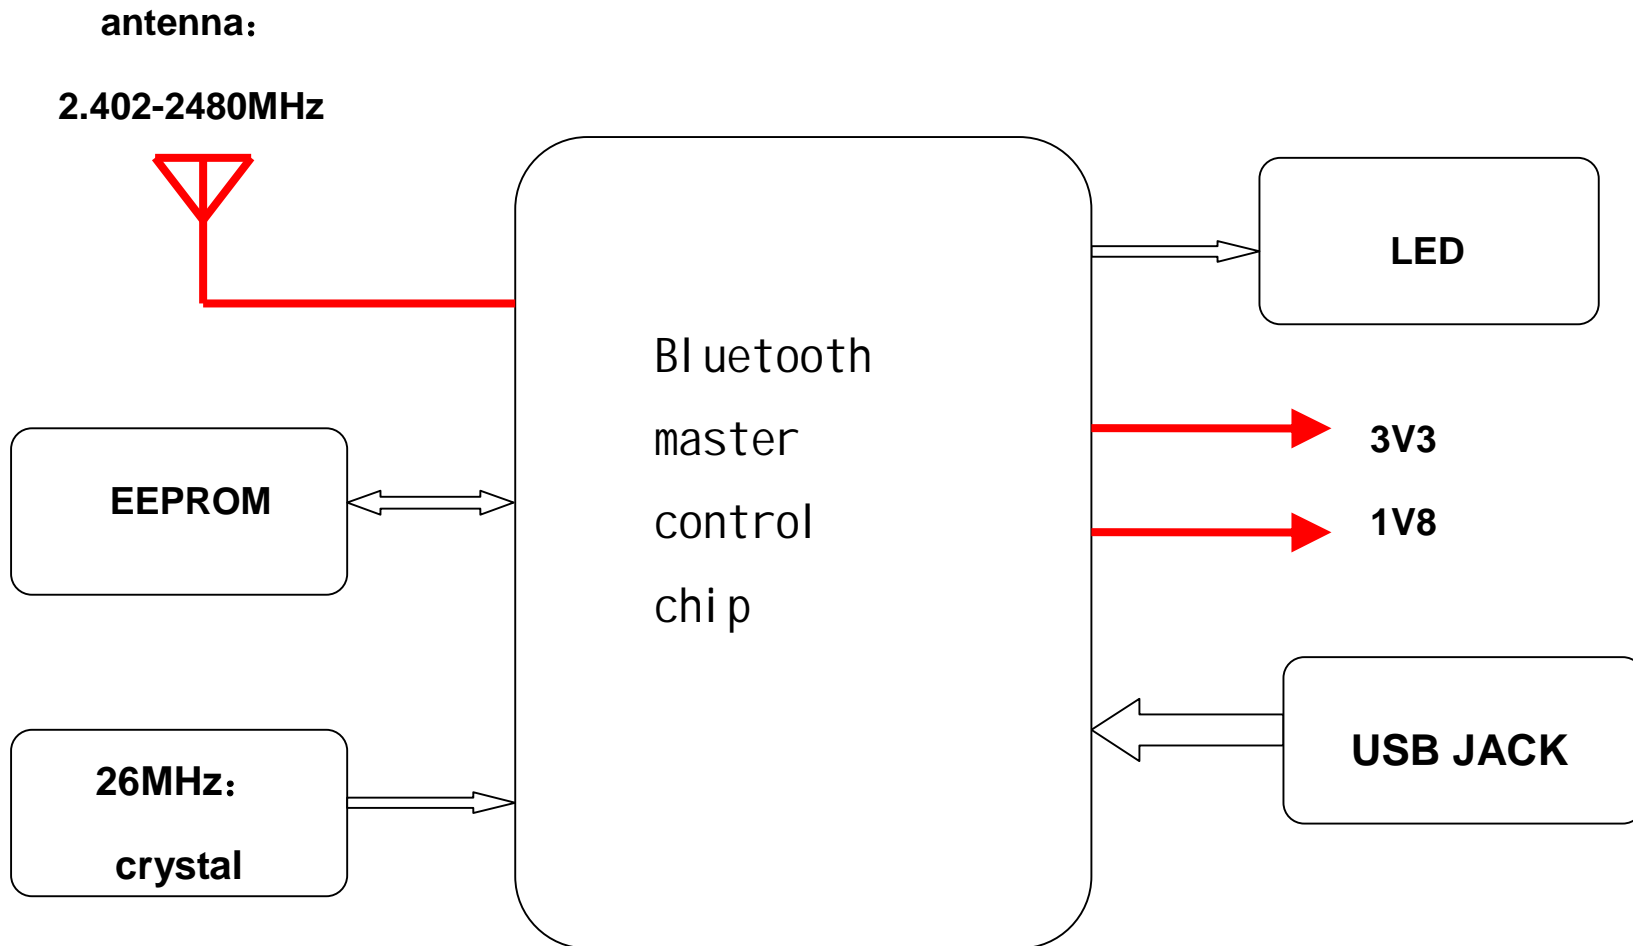 antenna：
2.402-2480MHz
LED
Bluetooth
master
control
chip
3V3
1V8
EEPROM
26MHz：
crystal
USB JACK